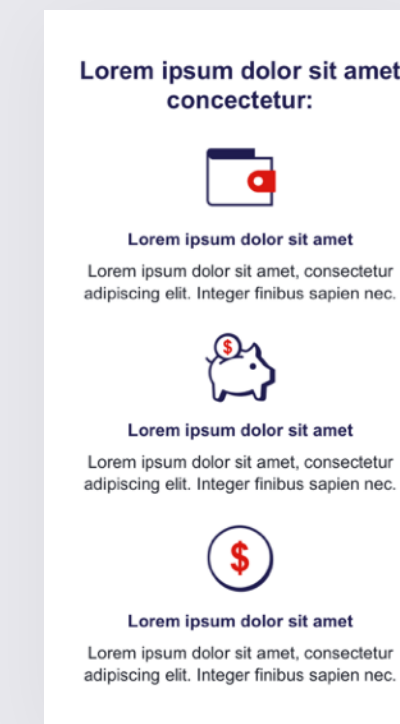 Lorem ipsum dolor sit amet
concectetur:
Lorem ipsum dolor sit amet
Lorem ipsum dolor sit amet, consectetur
adipiscing elit. Integer finibus sapien nec.
$
Lorem ipsum dolor sit amet
Lorem ipsum dolor sit amet, consectetur
adipiscing elit. Integer finibus sapien nec.
$
Lorem ipsum dolor sit amet
Lorem ipsum dolor sit amet, consectetur
adipiscing elit. Integer finibus sapien nec.